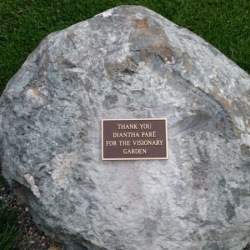 THANK YOU
DIANTHA PARÉ
FOR THE VISIONARY
GARDEN